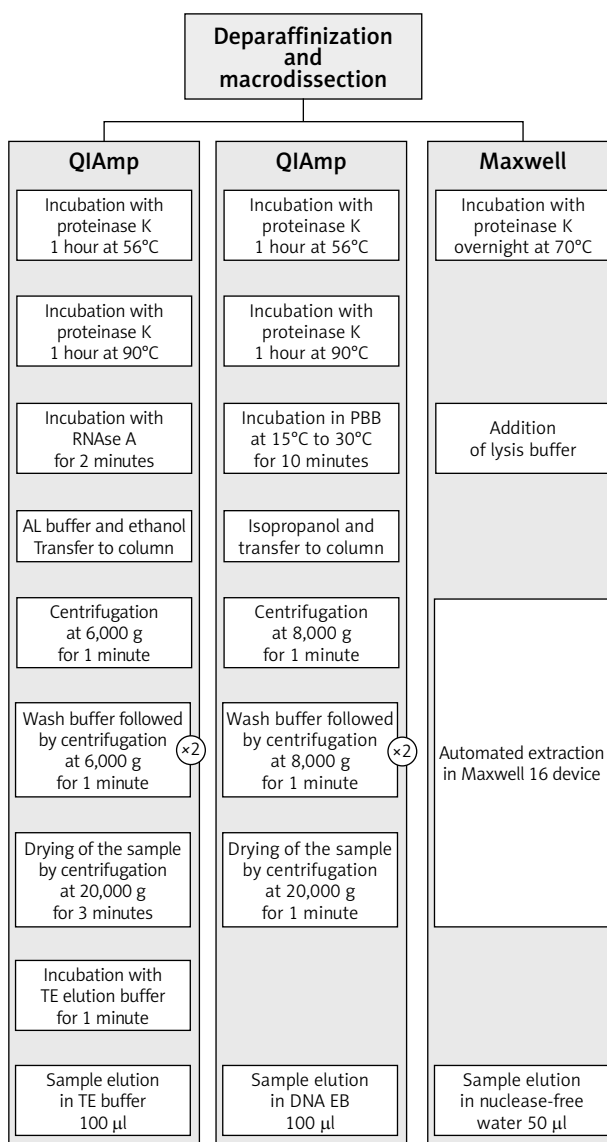 Deparaffinization
and
macrodissection
QIAmp
Incubation with
proteinase K
1 hour at 56°C
Incubation with
proteinase K
1 hour at 90°C
Incubation with
RNAse A
for 2 minutes
AL buffer and ethanol
Transfer to column
Centrifugation
at 6,000 g
for 1 minute
Wash buffer followed
by centrifugation
at 6,000 g
for 1 minute
×2
Drying of the sample
by centrifugation
at 20,000 g
for 3 minutes
Incubation with
TE elution buffer
for 1 minute
Sample elution
in TE buffer
100 μl
QIAmp
Incubation with
proteinase K
1 hour at 56°C
Incubation with
proteinase K
1 hour at 90°C
Incubation in PBB
at 15°C to 30°C
for 10 minutes
Isopropanol and
transfer to column
Centrifugation
at 8,000 g
for 1 minute
Wash buffer followed
by centrifugation
at 8,000 g
for 1 minute
×2
Drying of the sample
by centrifugation
at 20,000 g
for 1 minute
Sample elution
in DNA EB
100 μl
Maxwell
Incubation with
proteinase K
overnight at 70°C
Addition
of lysis buffer
Automated extraction
in Maxwell 16 device
Sample elution
in nuclease-free
water 50 μl